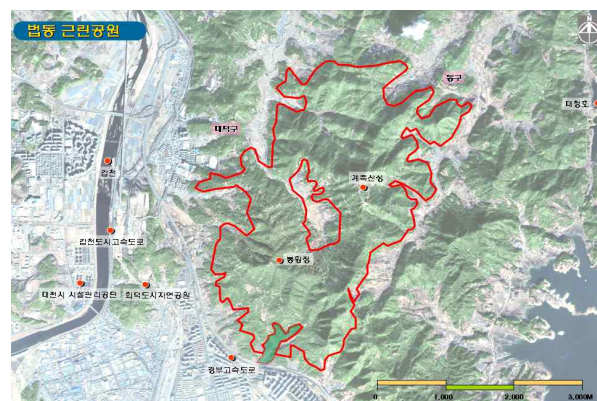 법동 근린공원
동구
대청호
대덕구
갑천
계족산성
갑천도시고속도로
봉황정
대전시 시설관리공단
회덕도시자연공원
경부고속도로
0 1,000 2,000 3,000M